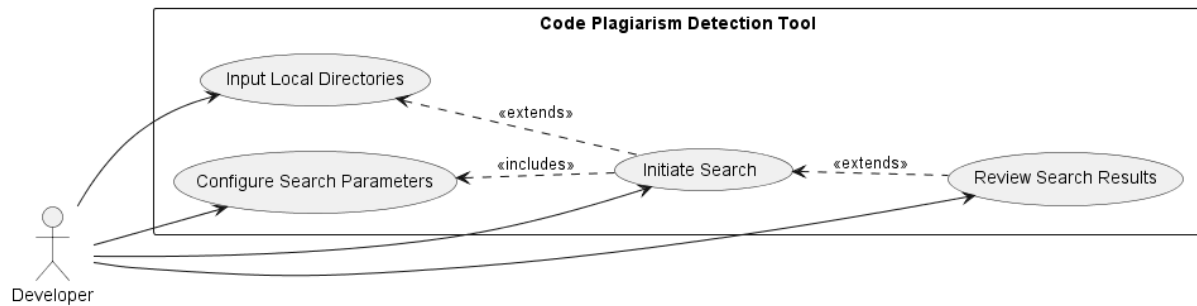 Code Plagiarism Detection Tool
Input Local Directories
«extends»
Configure Search Parameters
«includes»
Initiate Search
«extends»
Review Search Results
Developer